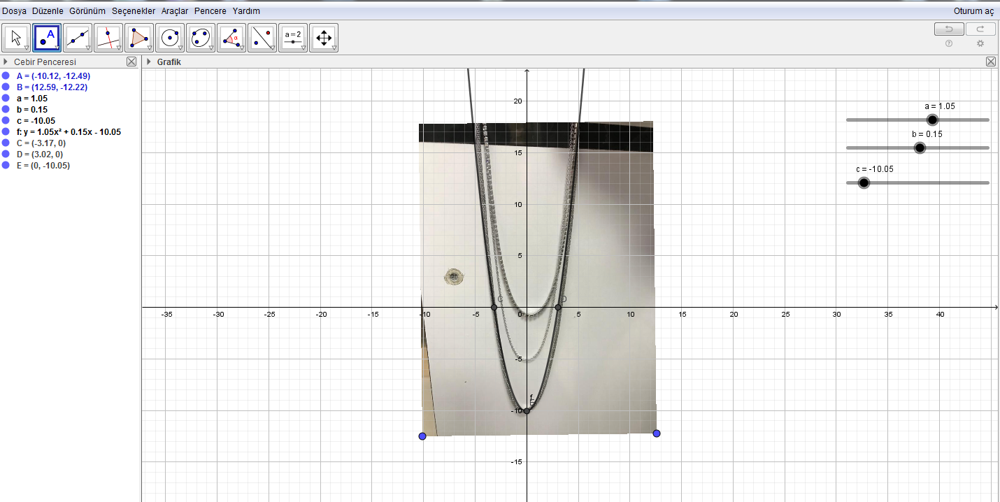 Dosya Düzenle Görünüm Seçenekler Araçlar Pencere Yardım Oturum aç
A α a=2
Cebir Penceresi
Grafik
A = (-10.12, -12.49)
B = (12.59, -12.22)
a = 1.05
b = 0.15
c = -10.05
f: y = 1.05x² + 0.15x - 10.05
C = (-3.17, 0)
D = (3.02, 0)
E = (0, -10.05)
a = 1.05
b = 0.15
c = -10.05
20
15
10
5
C D
-35 -30 -25 -20 -15 -10 -5 0 5 10 15 20 25 30 35 40
-5
f
E
-10
-15